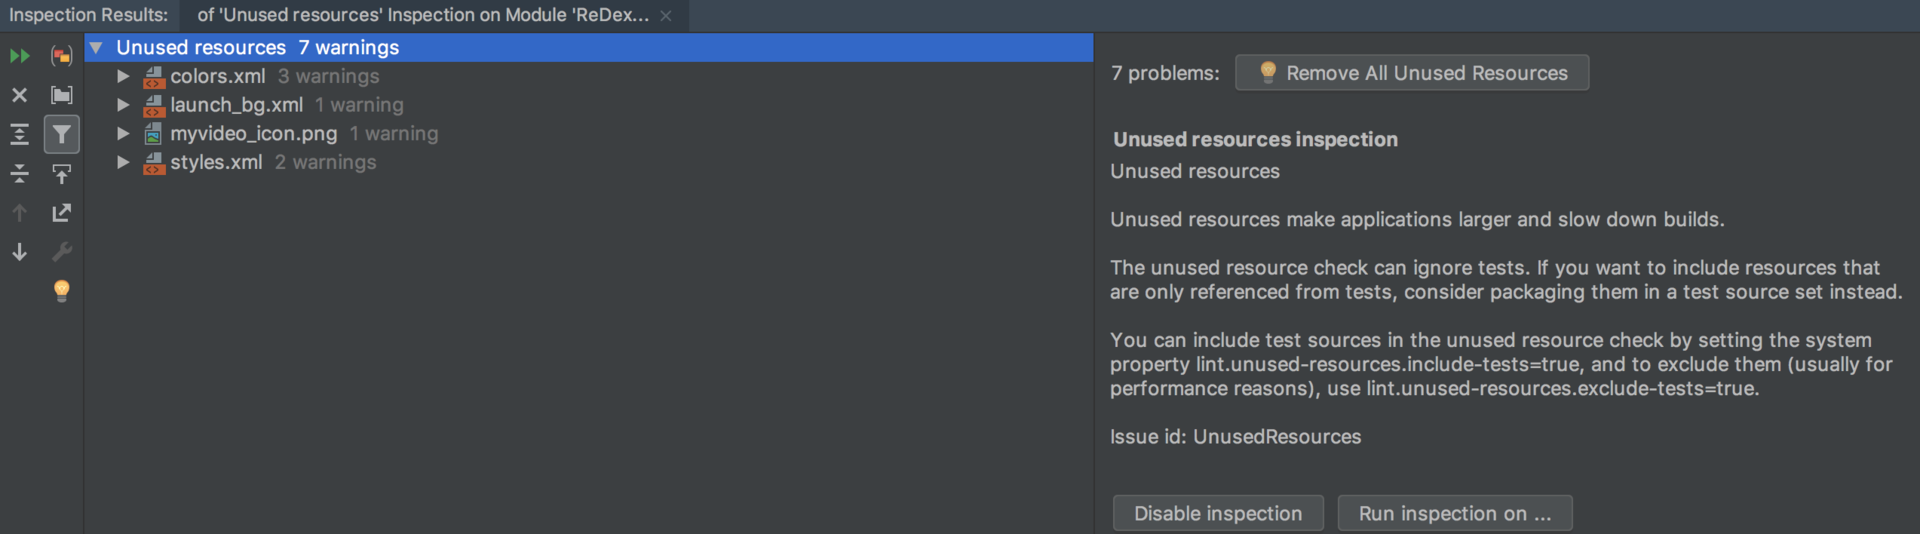 Inspection Results: of 'Unused resources' Inspection on Module 'ReDex...
Unused resources 7 warnings
colors.xml 3 warnings
launch_bg.xml 1 warning
myvideo_icon.png 1 warning
styles.xml 2 warnings
7 problems: Remove All Unused Resources
Unused resources inspection
Unused resources
Unused resources make applications larger and slow down builds.
The unused resource check can ignore tests. If you want to include resources that
are only referenced from tests, consider packaging them in a test source set instead.
You can include test sources in the unused resource check by setting the system
property lint.unused-resources.include-tests=true, and to exclude them (usually for
performance reasons), use lint.unused-resources.exclude-tests=true.
Issue id: UnusedResources
Disable inspection Run inspection on ...